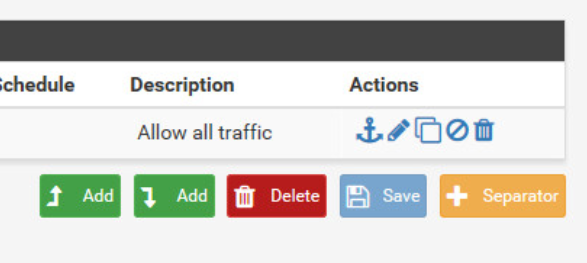 Schedule Description Actions
Allow all traffic
Add Add Delete Save Separator